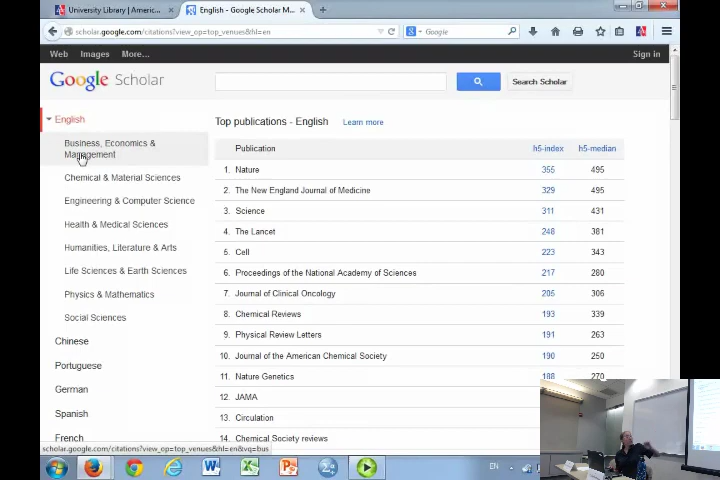 University Library | Americ...
English - Google Scholar M...
scholar.google.com/citations?view_op=top_venues&hl=en
Google
Web Images More...
Sign in
Google Scholar
Search Scholar
English
Top publications - English Learn more
Business, Economics &
Management
Chemical & Material Sciences
Engineering & Computer Science
Health & Medical Sciences
Humanities, Literature & Arts
Life Sciences & Earth Sciences
Physics & Mathematics
Social Sciences
Chinese
Portuguese
German
Spanish
French
Publication h5-index h5-median
1. Nature 355 495
2. The New England Journal of Medicine 329 495
3. Science 311 431
4. The Lancet 248 381
5. Cell 223 343
6. Proceedings of the National Academy of Sciences 217 280
7. Journal of Clinical Oncology 205 306
8. Chemical Reviews 193 339
9. Physical Review Letters 191 263
10. Journal of the American Chemical Society 190 250
11. Nature Genetics 188 270
12. JAMA
13. Circulation
14. Chemical Society reviews
scholar.google.com/citations?view_op=top_venues&hl=en&vq=bus
EN